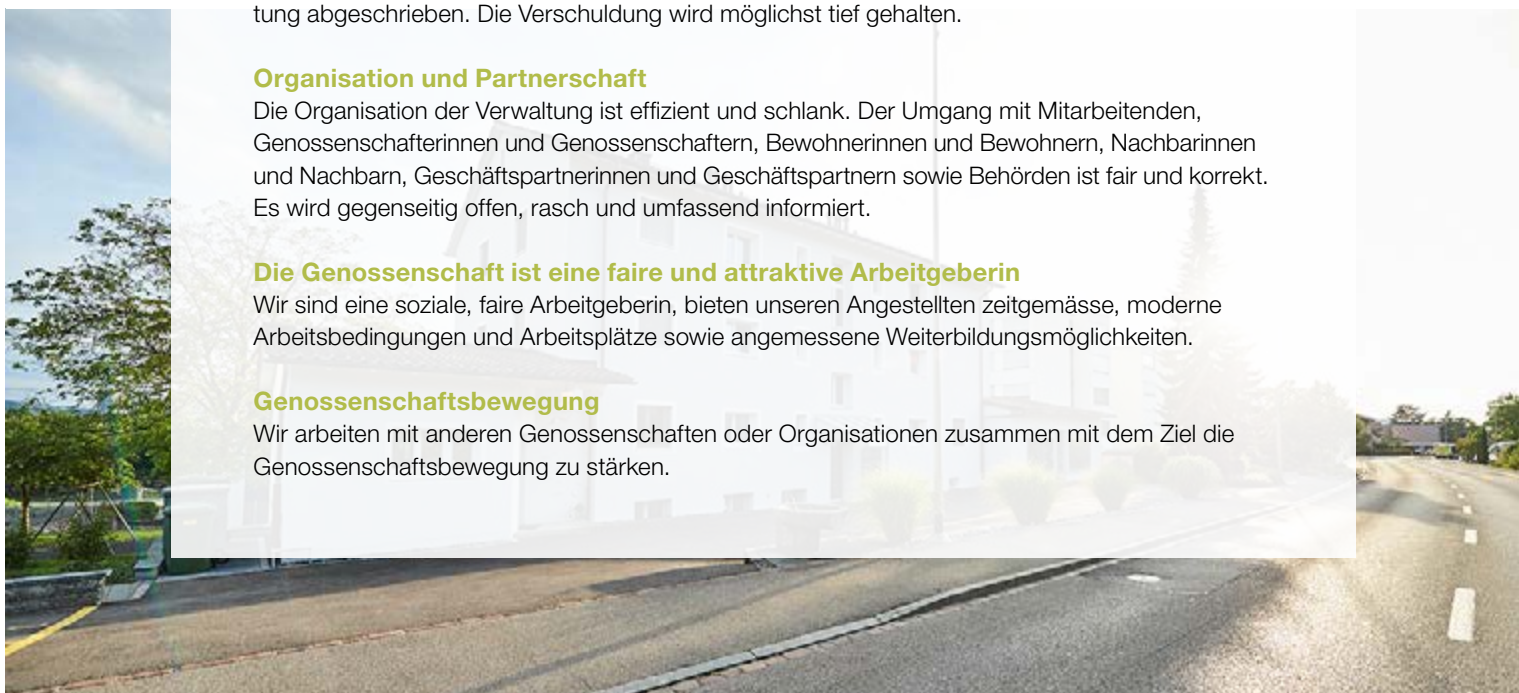 tung abgeschrieben. Die Verschuldung wird möglichst tief gehalten.
Organisation und Partnerschaft
Die Organisation der Verwaltung ist effizient und schlank. Der Umgang mit Mitarbeitenden,
Genossenschafterinnen und Genossenschaftern, Bewohnerinnen und Bewohnern, Nachbarinnen
und Nachbarn, Geschäftspartnerinnen und Geschäftspartnern sowie Behörden ist fair und korrekt.
Es wird gegenseitig offen, rasch und umfassend informiert.
Die Genossenschaft ist eine faire und attraktive Arbeitgeberin
Wir sind eine soziale, faire Arbeitgeberin, bieten unseren Angestellten zeitgemässe, moderne
Arbeitsbedingungen und Arbeitsplätze sowie angemessene Weiterbildungsmöglichkeiten.
Genossenschaftsbewegung
Wir arbeiten mit anderen Genossenschaften oder Organisationen zusammen mit dem Ziel die
Genossenschaftsbewegung zu stärken.